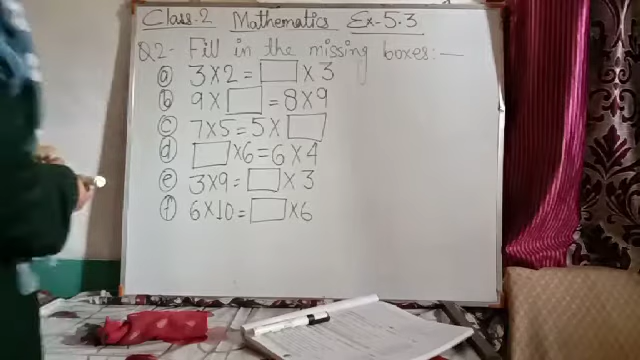 Class-2 Mathematics Ex-5.3
Q2- Fill in the missing boxes:—
(a) 3×2 = □ ×3
(b) 9× □ = 8×9
(c) 7×5=5× □
(d) □ ×6=6×4
(e) 3×9= □ ×3
(f) 6×10= □ ×6